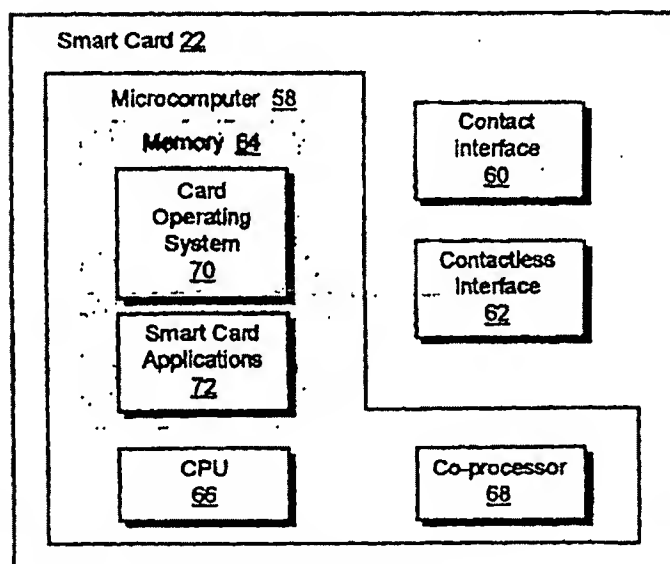 Smart Card 22
Microcomputer 58
Memory 64
Card
Operating
System
70
Smart Card
Applications
72
CPU
66
Contact
Interface
60
Contactless
Interface
62
Co-processor
68